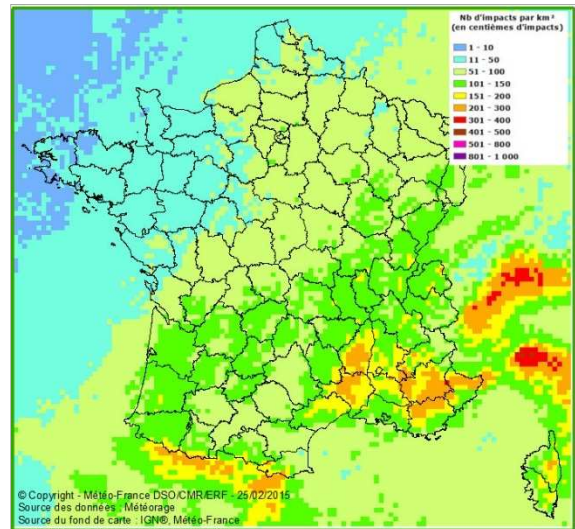 Nb d'impacts par km²
(en centièmes d'impacts)
1 - 10
11 - 50
51 - 100
101 - 150
151 - 200
201 - 300
301 - 400
401 - 500
501 - 800
801 - 1 000
© Copyright - Météo-France DSO/CMR/ERF - 25/02/2015
Source des données : Météorage
Source du fond de carte : IGN®, Météo-France